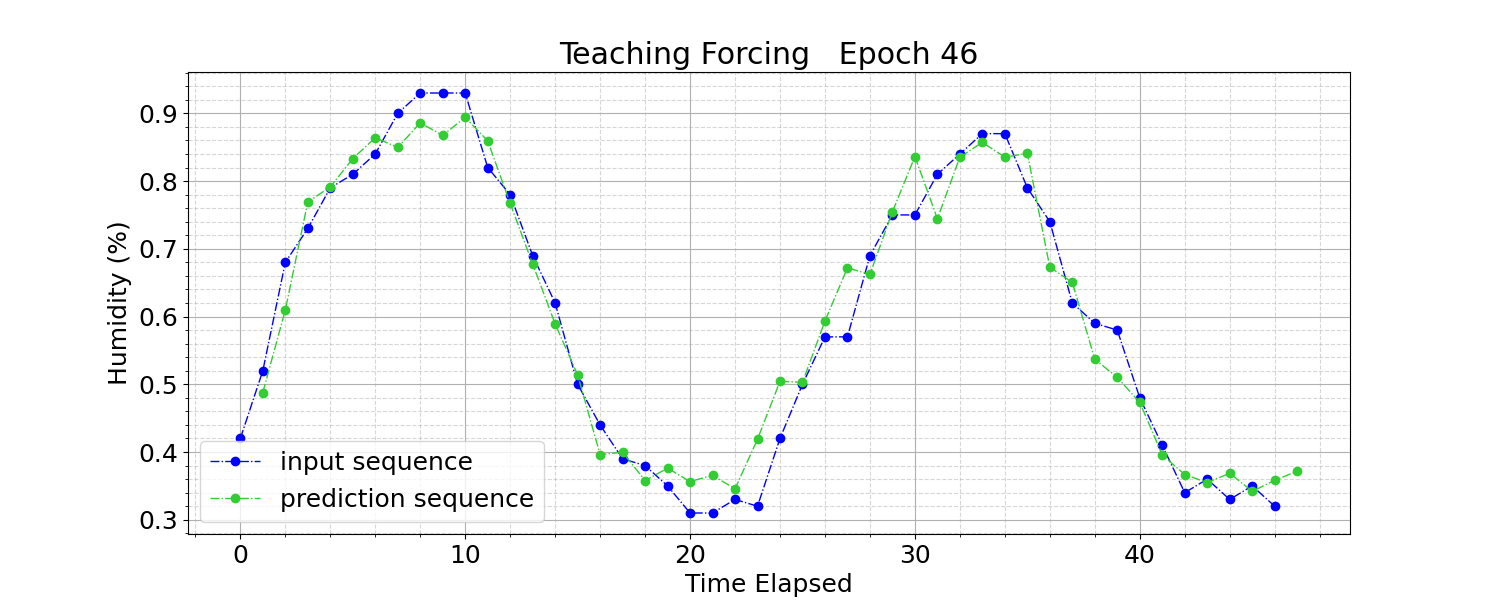 Teaching Forcing   Epoch 46
Humidity (%)
0.9
0.8
0.7
0.6
0.5
0.4
0.3
input sequence
prediction sequence
0 10 20 30 40
Time Elapsed